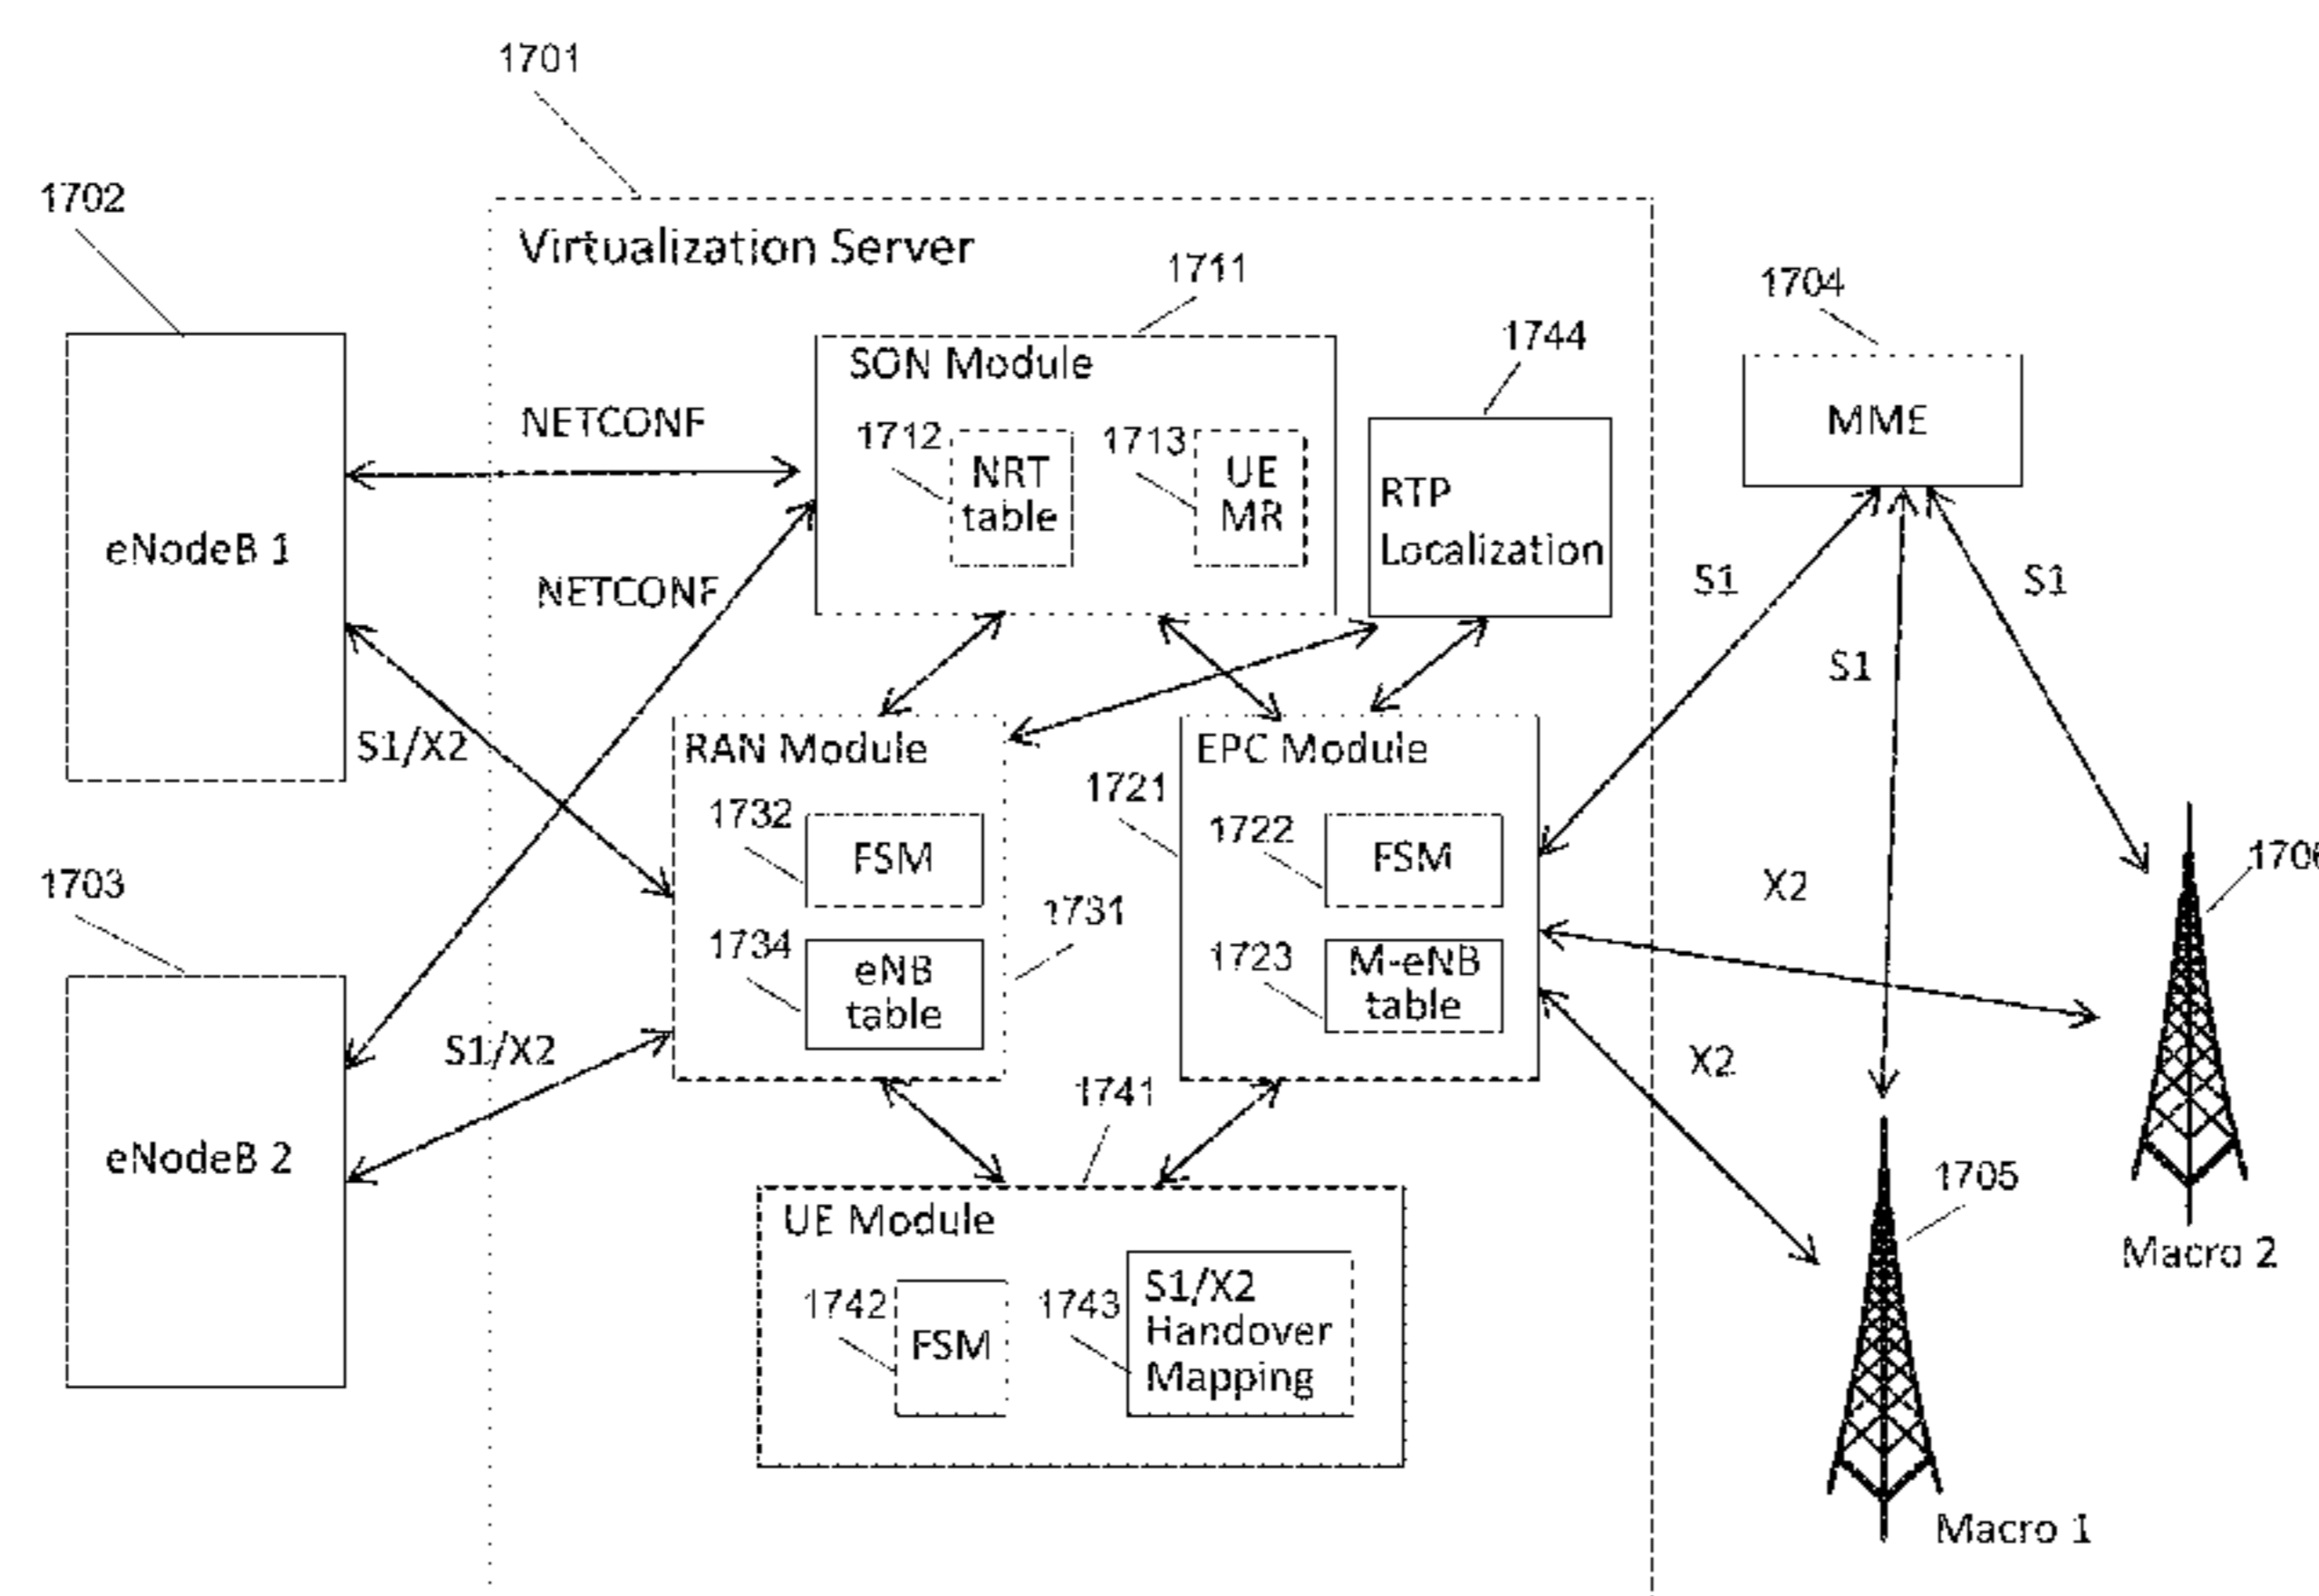 1701
1702
Virtualization Server
1711
1704
SON Module
1744
MME
NETCONF
1712
NRT
table
1713
UE
MR
RTP
Localization
eNodeB 1
NETCONF
S1
S1
S1
S1/X2
RAN Module
EPC Module
1721
1732
FSM
1722
FSM
1706
X2
1703
1731
1734
eNB
table
1723
M-eNB
table
S1/X2
X2
1741
eNodeB 2
1705
UE Module
Macro 2
1742
FSM
1743
S1/X2
Handover
Mapping
Macro 1